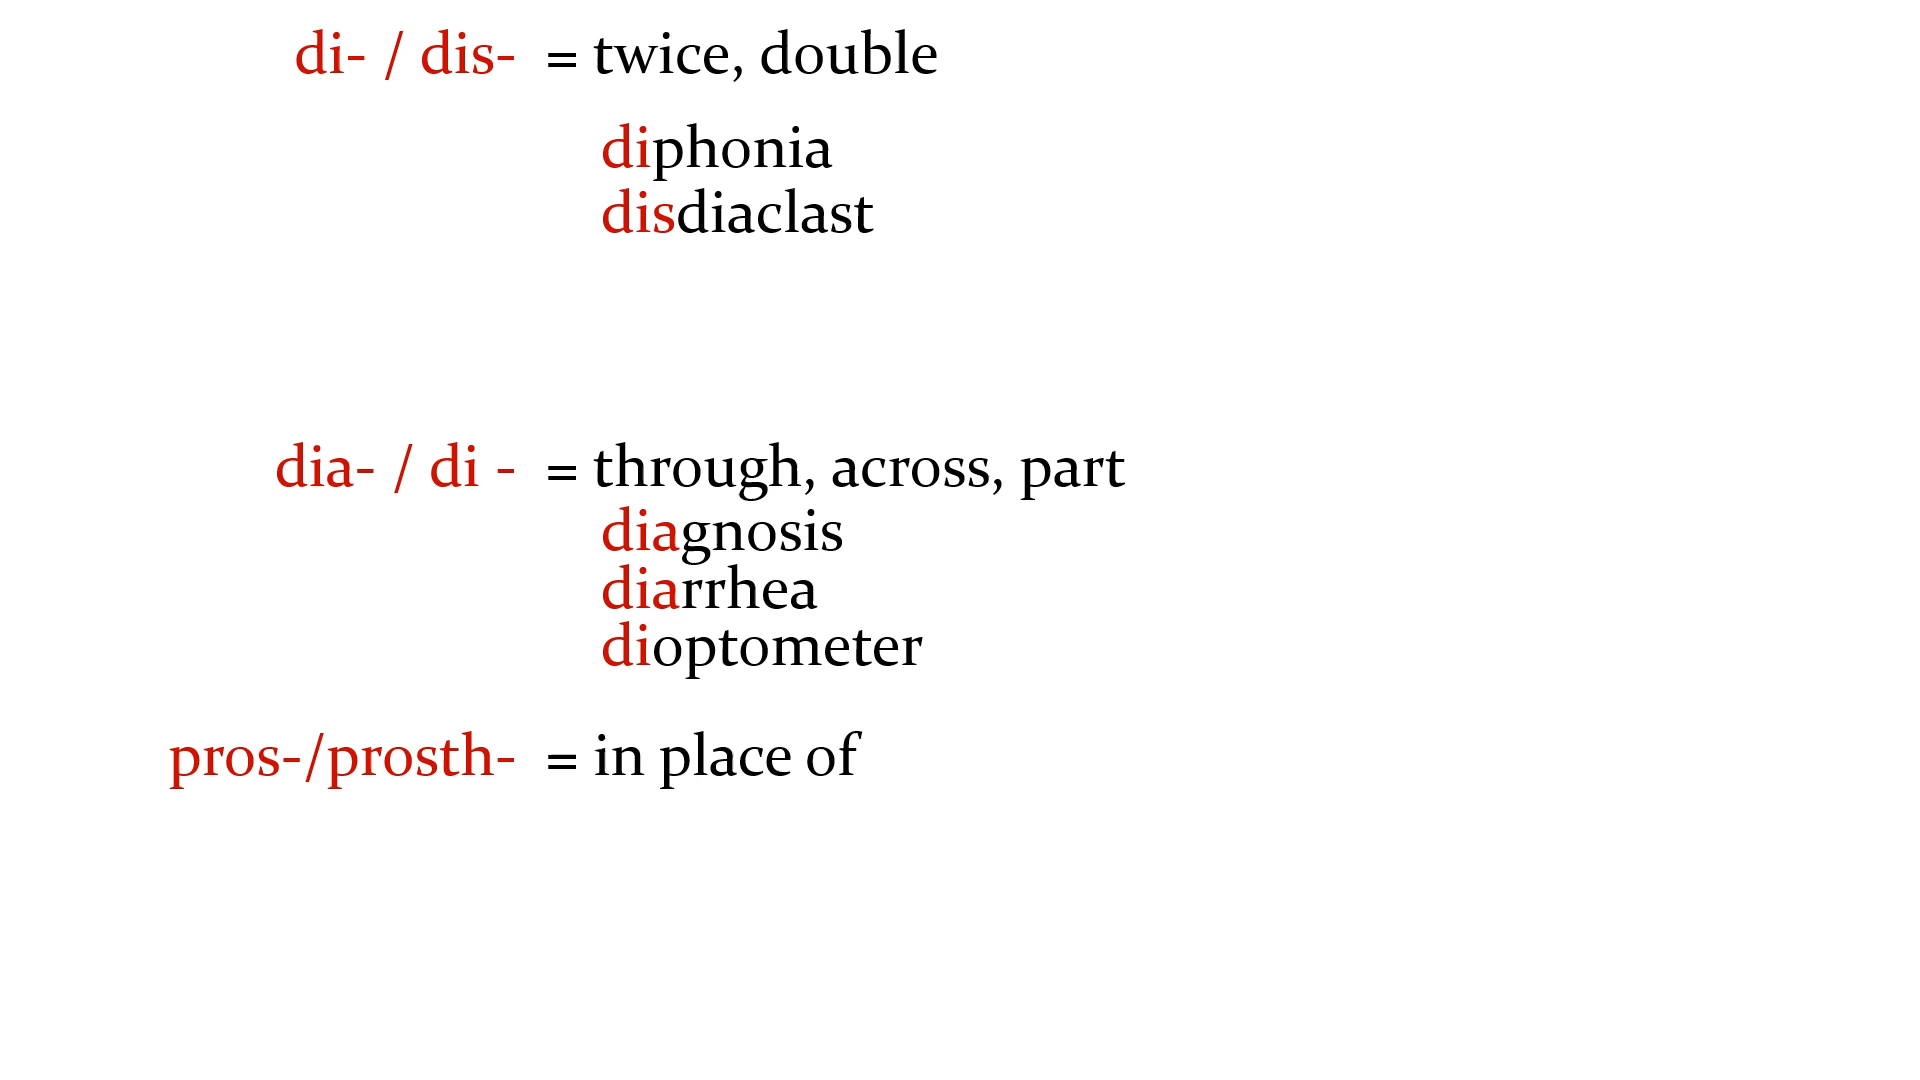 di- / dis- = twice, double
diphonia
disdiaclast
dia- / di - = through, across, part
diagnosis
diarrhea
dioptometer
pros-/prosth- = in place of